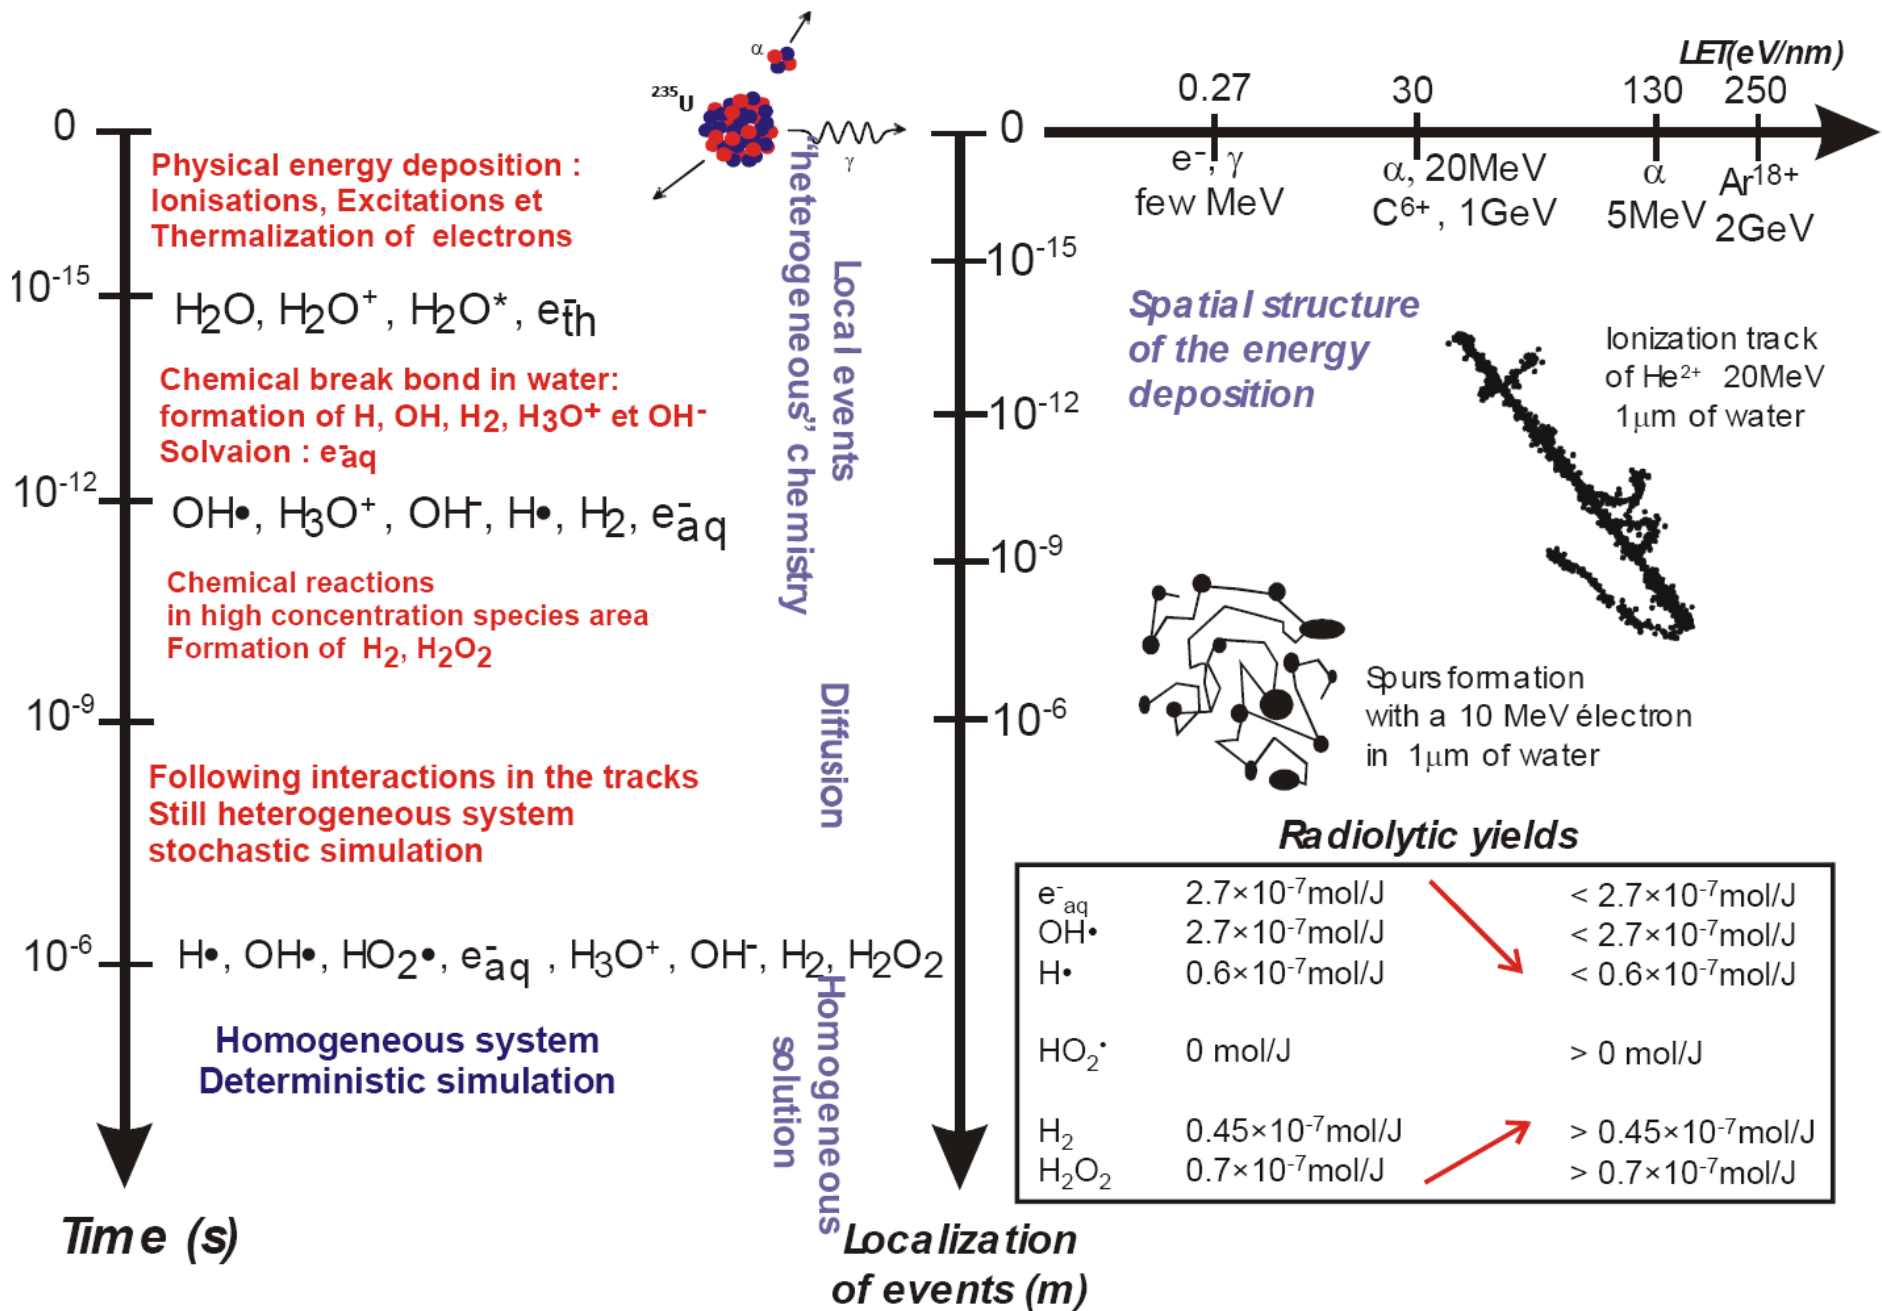 0
Physical energy deposition :
Ionisations, Excitations et
Thermalization of electrons
10-15
H2O, H2O+ , H2O* , e-th
Chemical break bond in water:
formation of H, OH, H2, H3O+ et OH-
Solvaion : e-aq
10-12
OH•, H3O+ , OH-, H•, H2, e-aq
Chemical reactions
in high concentration species area
Formation of H2, H2O2
10-9
Following interactions in the tracks
Still heterogeneous system
stochastic simulation
10-6
H•, OH•, HO2•, e-aq , H3O+ , OH-, H2, H2O2
Homogeneous system
Deterministic simulation
Time (s)
α
235U
γ
"heterogeneous" chemistry
Local events
Diffusion
Homogeneous
solution
0
10-15
10-12
10-9
10-6
Localization
of events (m)
LET(eV/nm)
0.27
30
130
250
e-, γ
few MeV
α, 20MeV
C6+ , 1GeV
α
5MeV
Ar18+
2GeV
Spatial structure
of the energy
deposition
Ionization track
of He2+ 20MeV
1μm of water
Spurs formation
with a 10 MeV électron
in 1μm of water
Radiolytic yields
e-aq 2.7×10-7mol/J < 2.7×10-7mol/J
OH• 2.7×10-7mol/J < 2.7×10-7mol/J
H• 0.6×10-7mol/J < 0.6×10-7mol/J
HO2• 0 mol/J > 0 mol/J
H2 0.45×10-7mol/J > 0.45×10-7mol/J
H2O2 0.7×10-7mol/J > 0.7×10-7mol/J